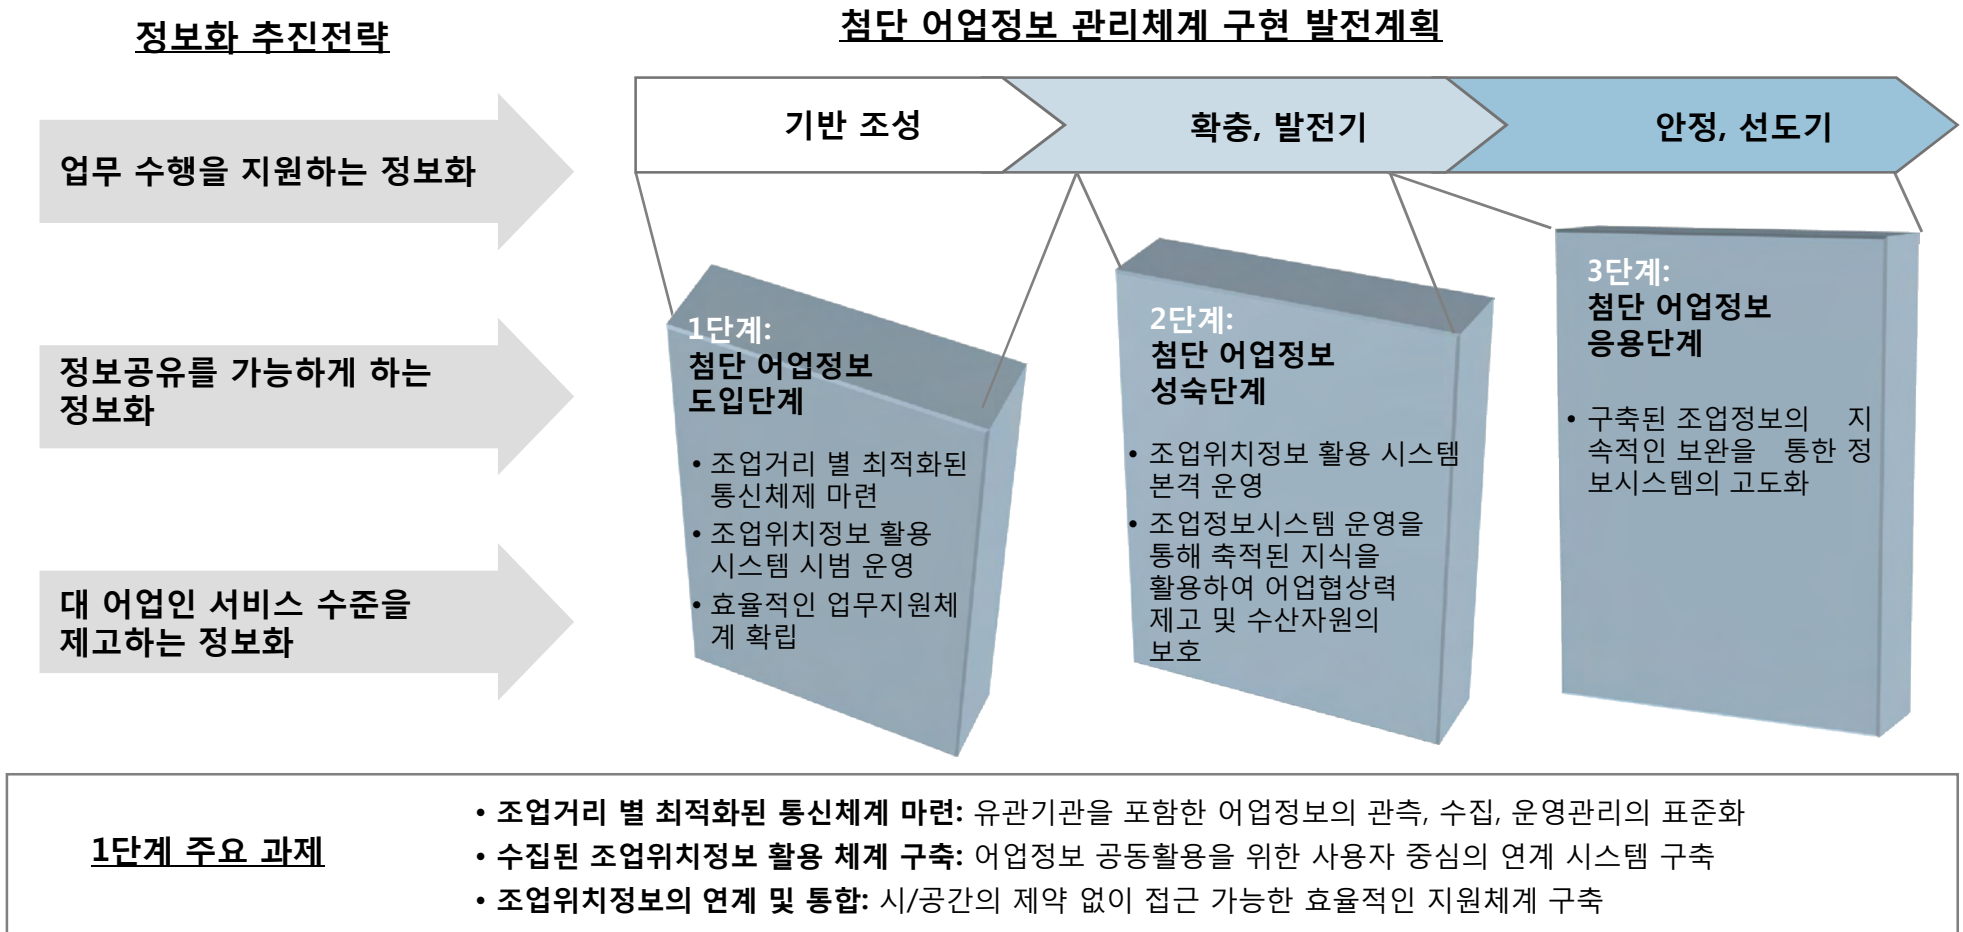 정보화 추진전략
첨단 어업정보 관리체계 구현 발전계획
업무 수행을 지원하는 정보화
정보공유를 가능하게 하는
정보화
대 어업인 서비스 수준을
제고하는 정보화
기반 조성
확충, 발전기
안정, 선도기
1단계:
첨단 어업정보
도입단계
• 조업거리 별 최적화된
통신체제 마련
• 조업위치정보 활용
시스템 시범 운영
• 효율적인 업무지원체
계 확립
2단계:
첨단 어업정보
성숙단계
• 조업위치정보 활용 시스템
본격 운영
• 조업정보시스템 운영을
통해 축적된 지식을
활용하여 어업협상력
제고 및 수산자원의
보호
3단계:
첨단 어업정보
응용단계
• 구축된 조업정보의 지
속적인 보완을 통한 정
보시스템의 고도화
1단계 주요 과제
• 조업거리 별 최적화된 통신체계 마련: 유관기관을 포함한 어업정보의 관측, 수집, 운영관리의 표준화
• 수집된 조업위치정보 활용 체계 구축: 어업정보 공동활용을 위한 사용자 중심의 연계 시스템 구축
• 조업위치정보의 연계 및 통합: 시/공간의 제약 없이 접근 가능한 효율적인 지원체계 구축